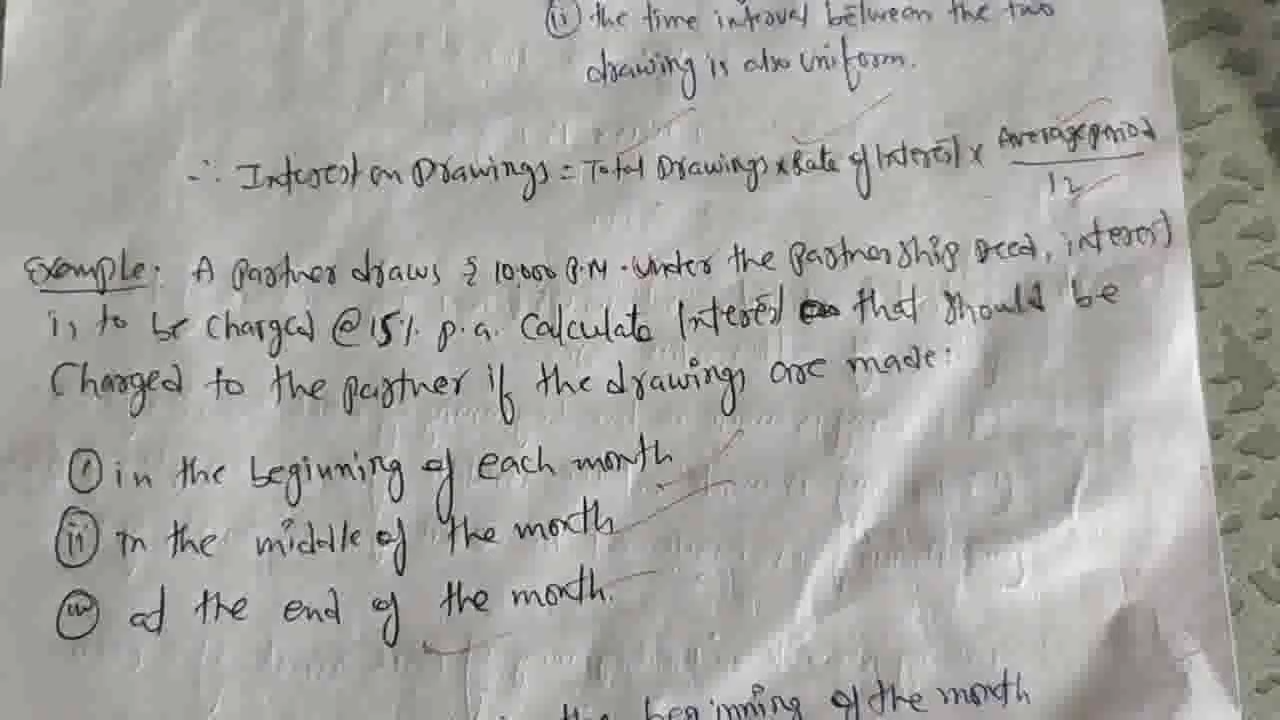 (ii) the time introvel between the two
drawing is also uniform.
∴ Interest on Drawings = Total Drawings x Rate of Interest x Average period
12
Example: A partner draws ₹ 10,000 P.M. Under the partnership Deed, interest
is to be charged @ 15% p.a. Calculate Interest that should be
Charged to the partner if the drawings are made:
(i) in the beginning of each month
(ii) in the middle of the month
(iii) at the end of the month.
the beginning of the month